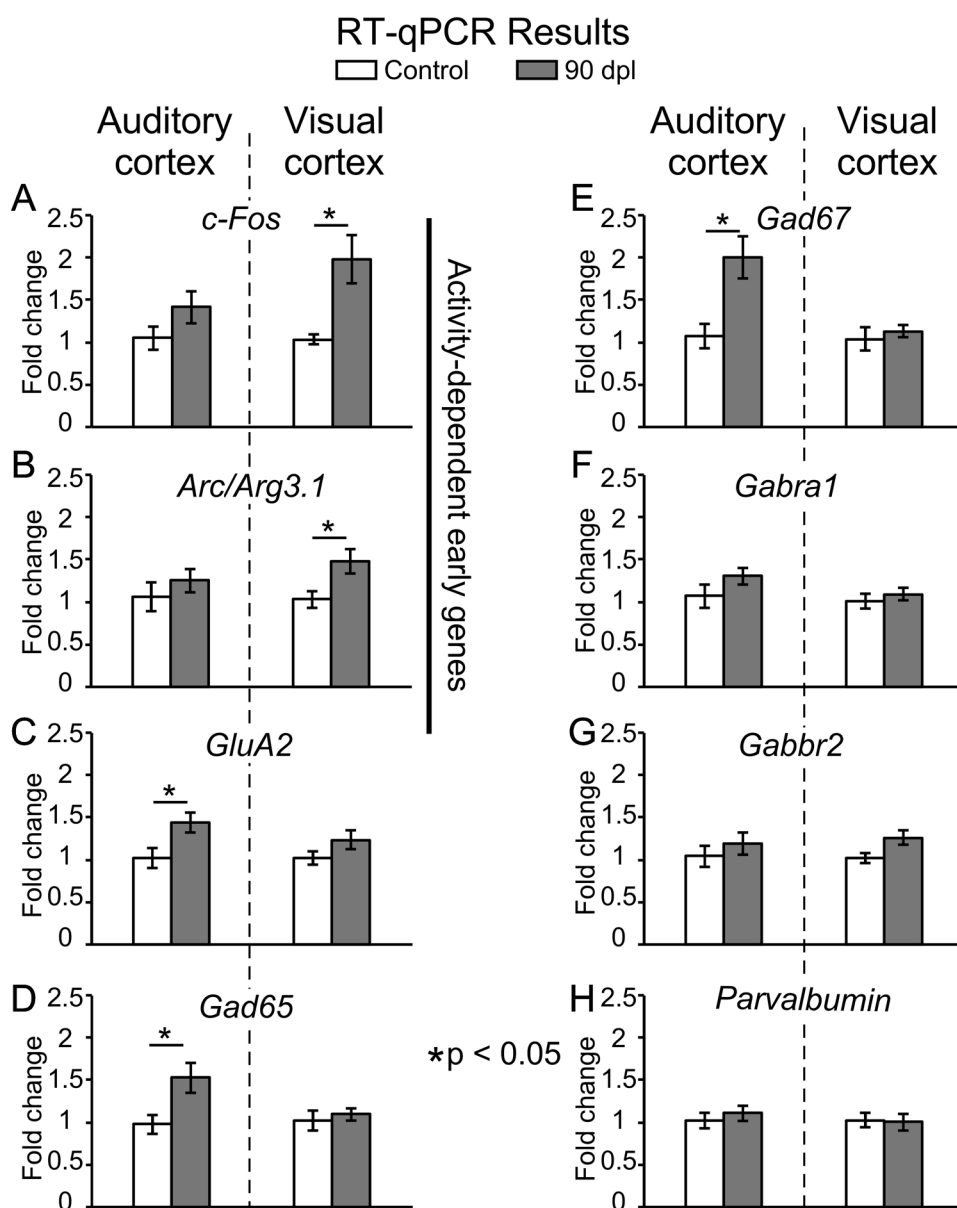 RT-qPCR Results
Control 90 dpl
Auditory cortex
Visual cortex
Auditory cortex
Visual cortex
A
c-Fos
Fold change
2.5
2
1.5
1
0.5
0
*
B
Arc/Arg3.1
Fold change
2.5
2
1.5
1
0.5
0
*
Activity-dependent early genes
C
GluA2
Fold change
2.5
2
1.5
1
0.5
0
*
D
Gad65
Fold change
2.5
2
1.5
1
0.5
0
*
*p < 0.05
E
Gad67
Fold change
2.5
2
1.5
1
0.5
0
*
F
Gabra1
Fold change
2.5
2
1.5
1
0.5
0
G
Gabbr2
Fold change
2.5
2
1.5
1
0.5
0
H
Parvalbumin
Fold change
2.5
2
1.5
1
0.5
0